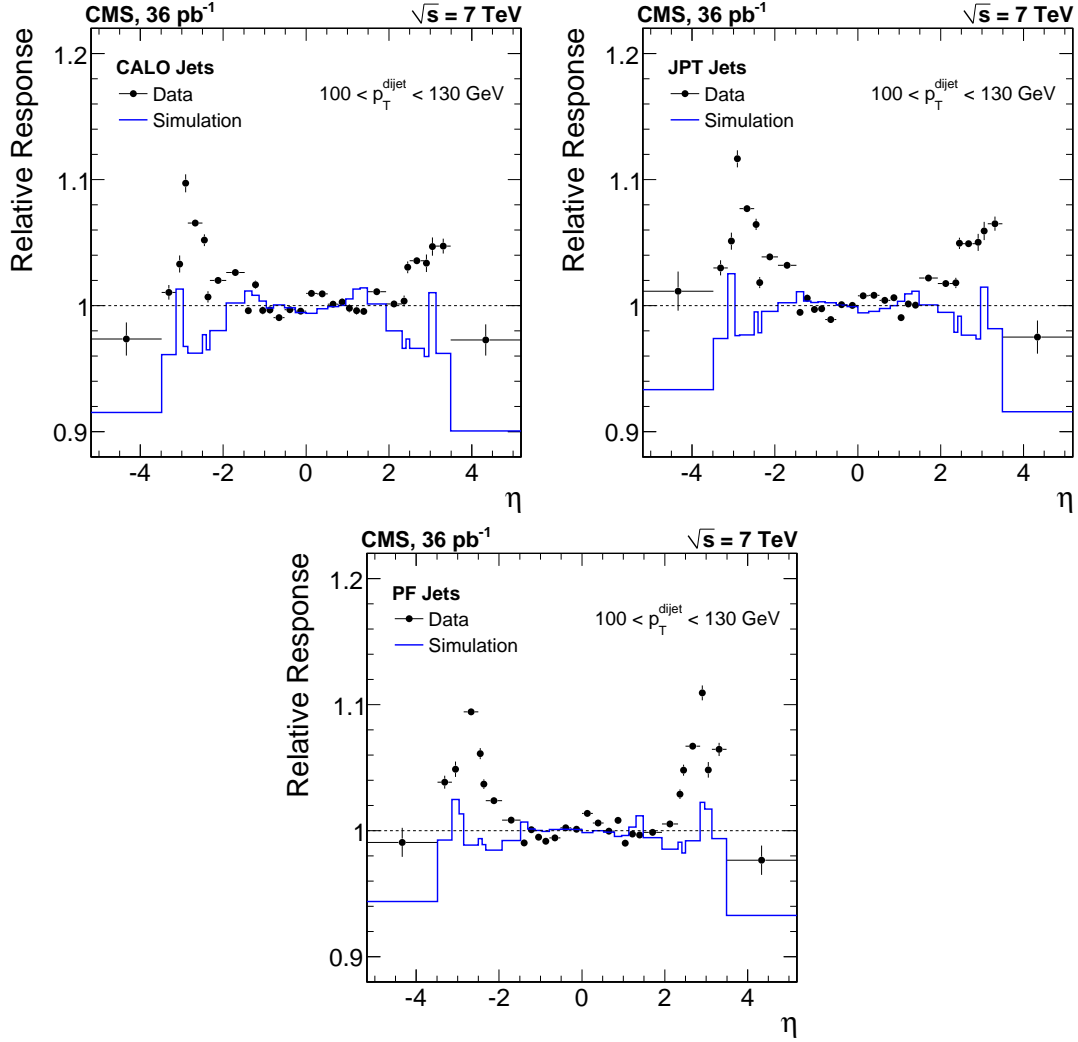 CMS, 36 pb⁻¹ √s = 7 TeV
Relative Response
1.2
1.1
1
0.9
CALO Jets
Data
Simulation
100 < p_T^dijet < 130 GeV
-4 -2 0 2 4
η
CMS, 36 pb⁻¹ √s = 7 TeV
Relative Response
1.2
1.1
1
0.9
JPT Jets
Data
Simulation
100 < p_T^dijet < 130 GeV
-4 -2 0 2 4
η
CMS, 36 pb⁻¹ √s = 7 TeV
Relative Response
1.2
1.1
1
0.9
PF Jets
Data
Simulation
100 < p_T^dijet < 130 GeV
-4 -2 0 2 4
η